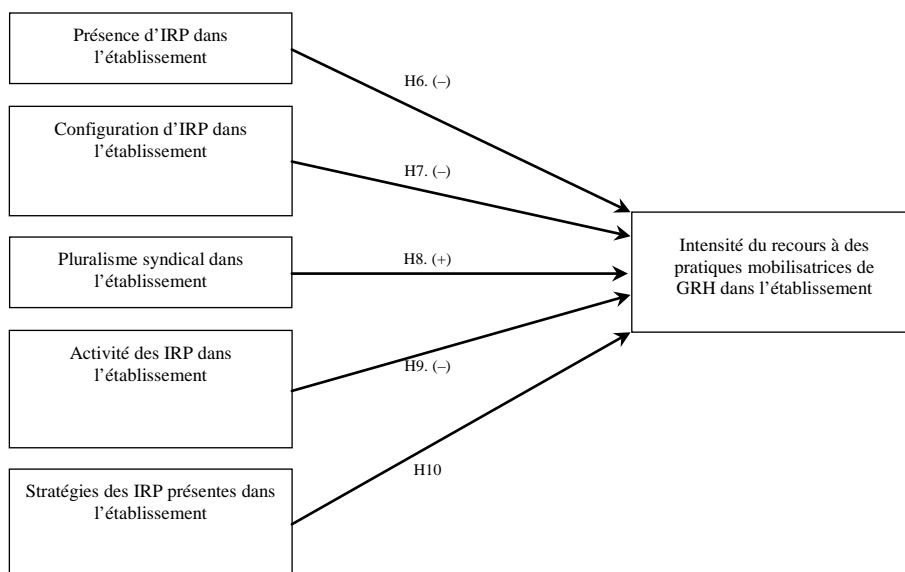 Présence d’IRP dans
l’établissement
H6. (–)
Configuration d’IRP dans
l’établissement
H7. (–)
Pluralisme syndical dans
l’établissement
H8. (+)
Intensité du recours à des
pratiques mobilisatrices de
GRH dans l’établissement
Activité des IRP dans
l’établissement
H9. (–)
Stratégies des IRP présentes dans
l’établissement
H10